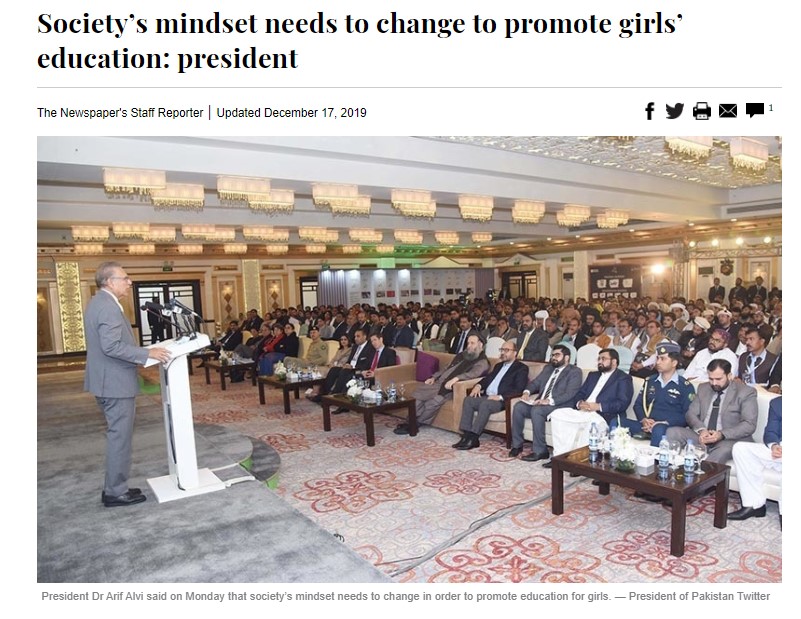 Society’s mindset needs to change to promote girls’
education: president
The Newspaper's Staff Reporter | Updated December 17, 2019
1
President Dr Arif Alvi said on Monday that society’s mindset needs to change in order to promote education for girls. — President of Pakistan Twitter